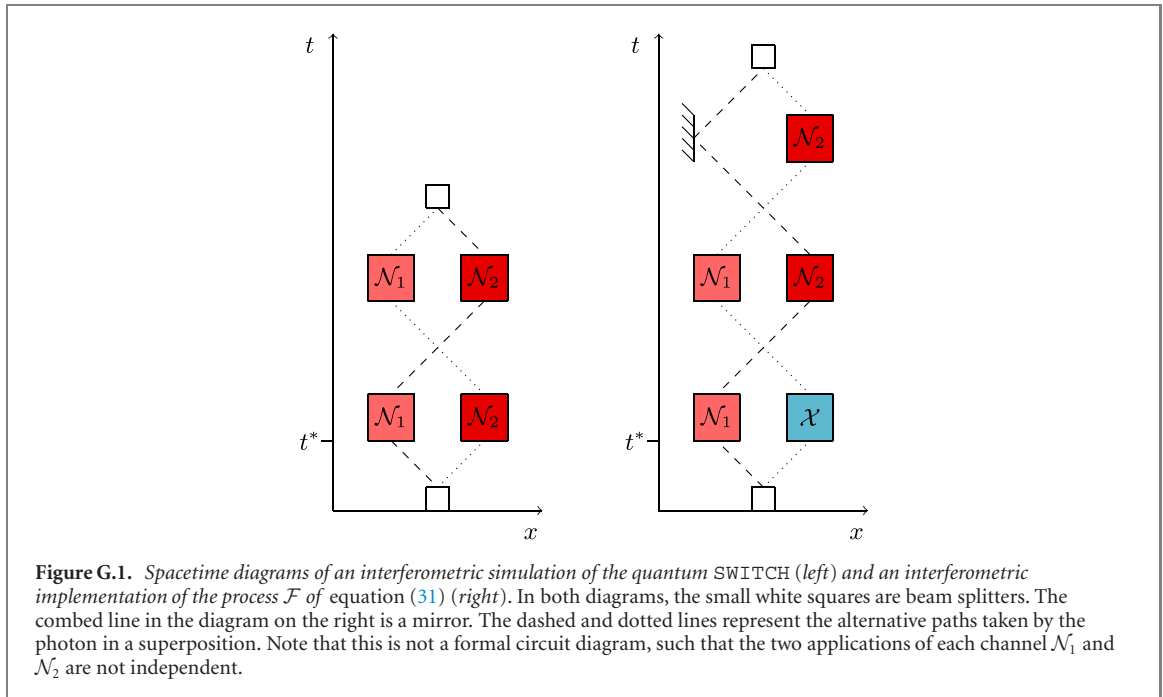 t
t
𝒩₂
𝒩₁
𝒩₂
𝒩₁
𝒩₂
𝒩₁
𝒩₂
𝒩₁
𝒳
t*
t*
x
x
Figure G.1. Spacetime diagrams of an interferometric simulation of the quantum SWITCH (left) and an interferometric
implementation of the process ℱ of equation (31) (right). In both diagrams, the small white squares are beam splitters. The
combed line in the diagram on the right is a mirror. The dashed and dotted lines represent the alternative paths taken by the
photon in a superposition. Note that this is not a formal circuit diagram, such that the two applications of each channel 𝒩₁ and
𝒩₂ are not independent.